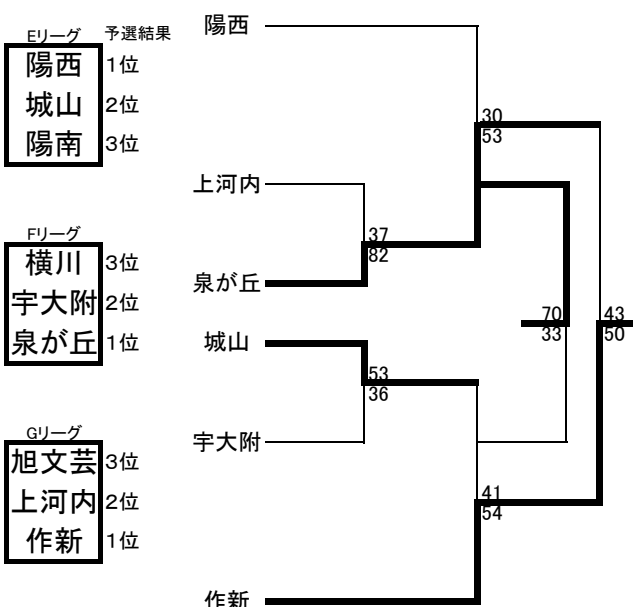 Eリーグ 予選結果
陽西 1位
城山 2位
陽南 3位
Fリーグ
横川 3位
宇大附 2位
泉が丘 1位
Gリーグ
旭文芸 3位
上河内 2位
作新 1位
陽西
上河内
泉が丘
城山
宇大附
作新
37
82
53
36
30
53
41
54
70
33
43
50